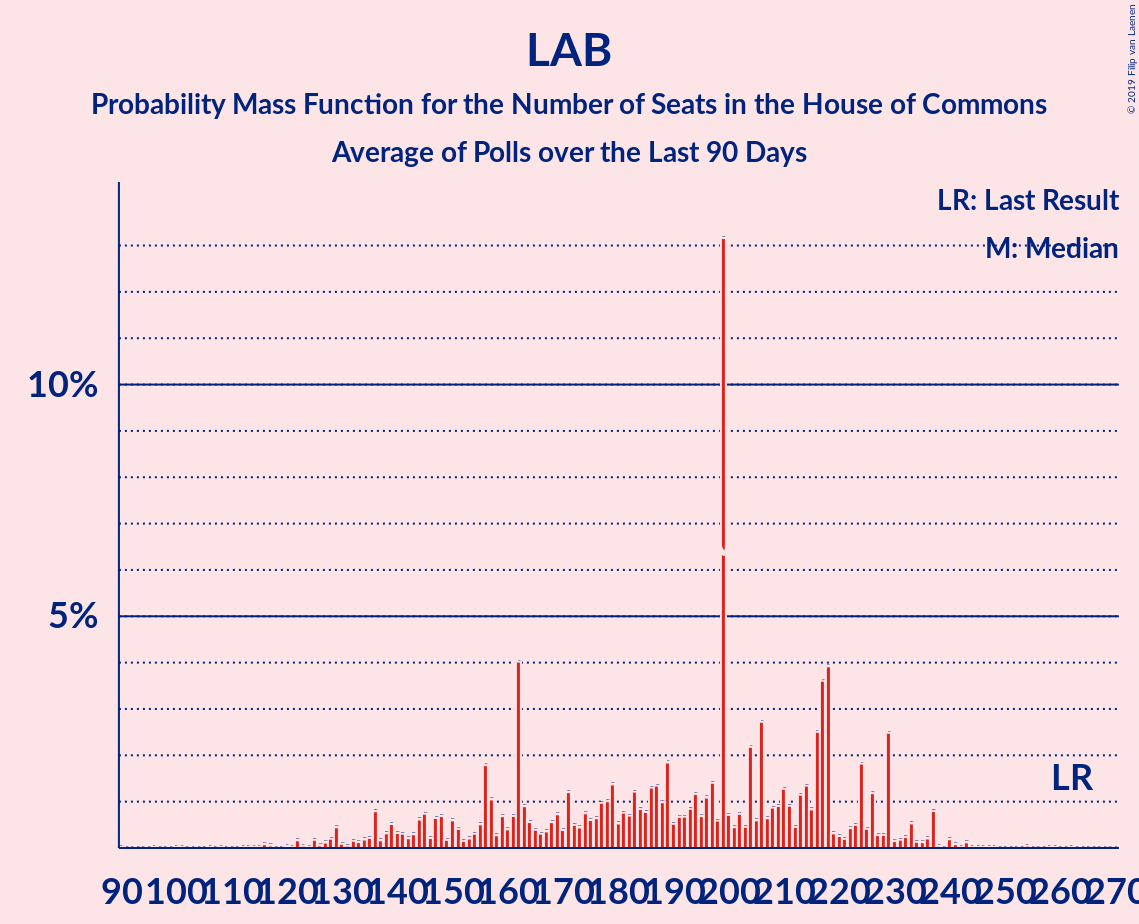 © 2019 Filip van Laenen
LAB
Probability Mass Function for the Number of Seats in the House of Commons
Average of Polls over the Last 90 Days
LR: Last Result
M: Median
10%
5%
LR
90 100 110 120 130 140 150 160 170 180 190 200 210 220 230 240 250 260 270